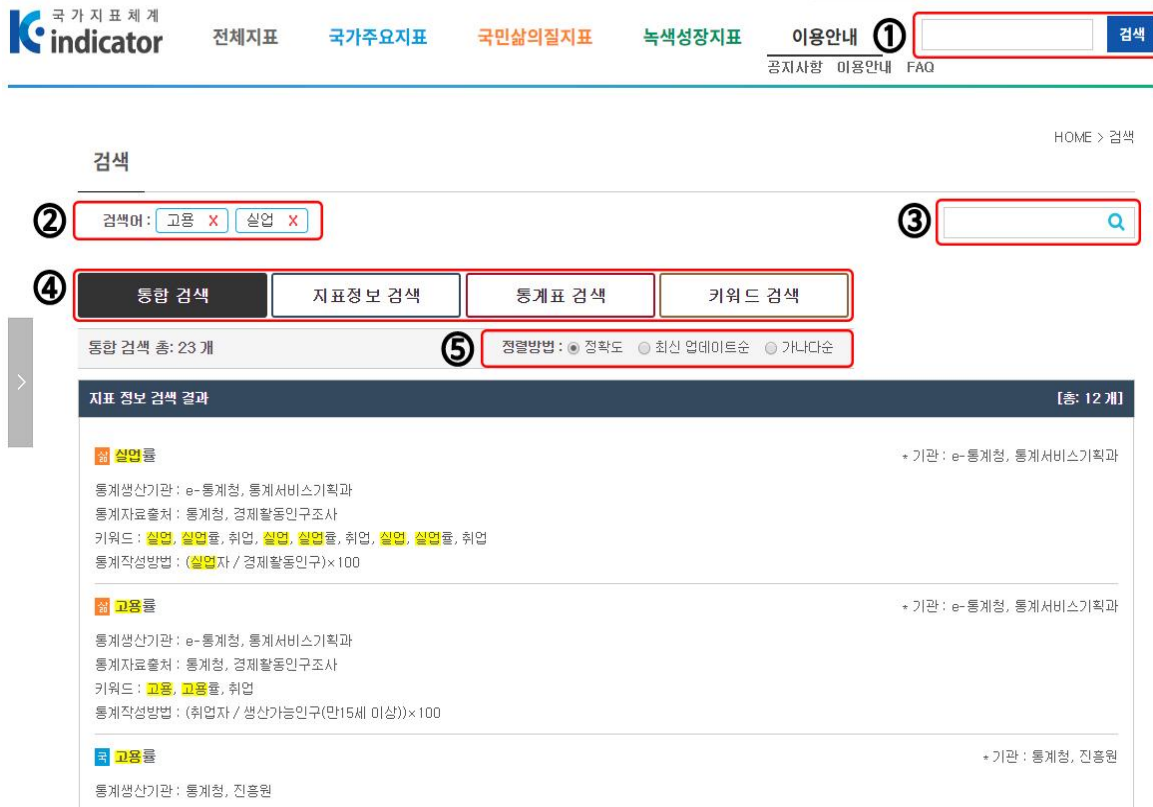 국가지표체계
indicator
전체지표 국가주요지표 국민삶의질지표 녹색성장지표 이용안내 ① 검색
공지사항 이용안내 FAQ
HOME > 검색
검색
② 검색어 : 고용 X 실업 X ③
④ 통합 검색 지표정보 검색 통계표 검색 키워드 검색
통합 검색 총: 23 개 ⑤ 정렬방법 : 정확도 최신 업데이트순 가나다순
지표 정보 검색 결과 [총: 12 개]
삶 실업률 * 기관 : e-통계청, 통계서비스기획과
통계생산기관 : e-통계청, 통계서비스기획과
통계자료출처 : 통계청, 경제활동인구조사
키워드 : 실업, 실업률, 취업, 실업, 실업률, 취업, 실업, 실업률, 취업
통계작성방법 : (실업자 / 경제활동인구)×100
삶 고용률 * 기관 : e-통계청, 통계서비스기획과
통계생산기관 : e-통계청, 통계서비스기획과
통계자료출처 : 통계청, 경제활동인구조사
키워드 : 고용, 고용률, 취업
통계작성방법 : (취업자 / 생산가능인구(만15세 이상))×100
국 고용률 * 기관 : 통계청, 진흥원
통계생산기관 : 통계청, 진흥원